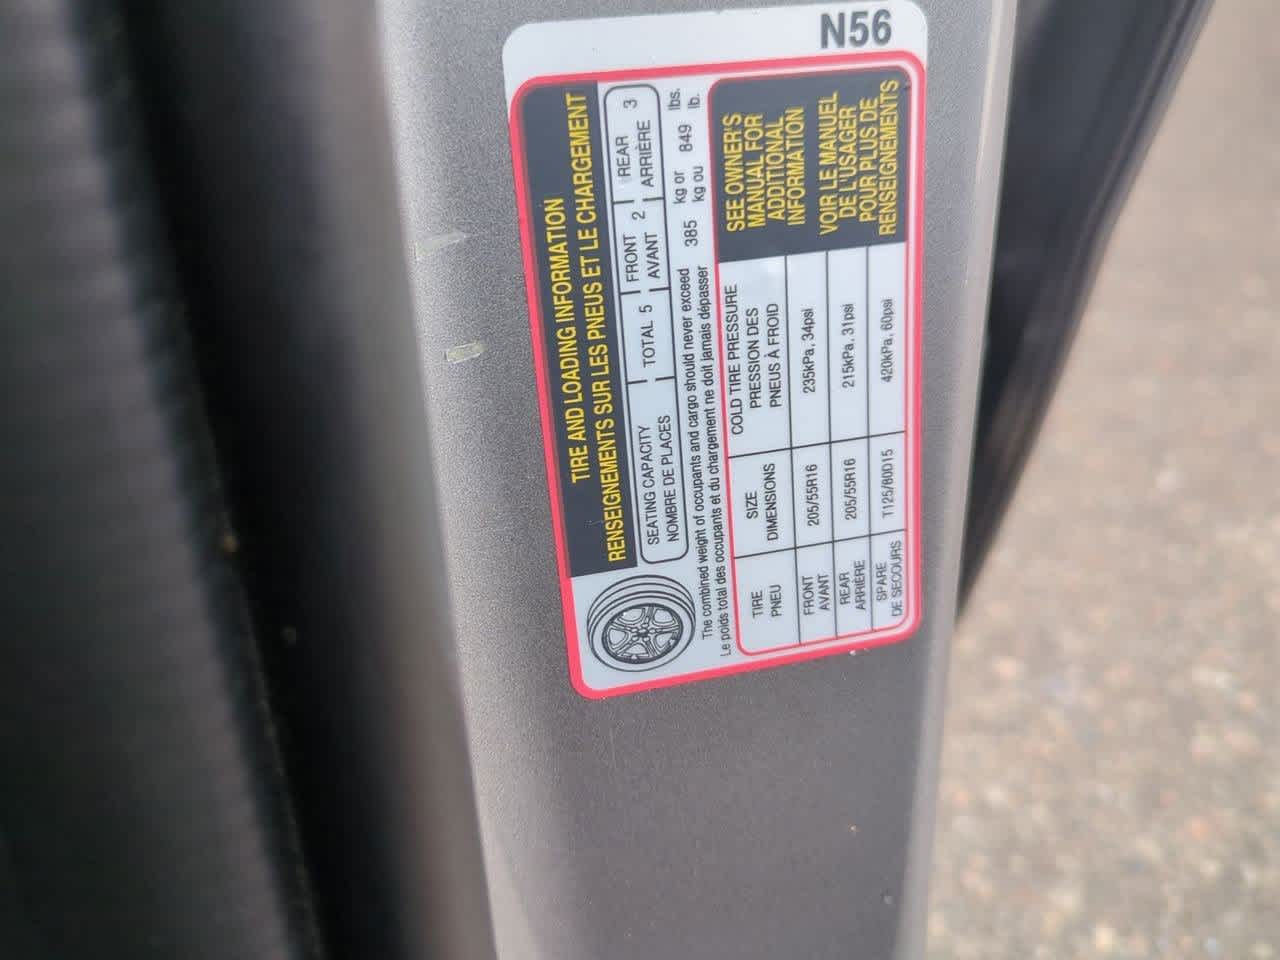 N56
TIRE AND LOADING INFORMATION
RENSEIGNEMENTS SUR LES PNEUS ET LE CHARGEMENT
SEATING CAPACITY TOTAL 5 FRONT 2 REAR 3
NOMBRE DE PLACES AVANT ARRIÈRE
The combined weight of occupants and cargo should never exceed 385 kg or 849 lbs.
Le poids total des occupants et du chargement ne doit jamais dépasser kg ou lb.
TIRE SIZE COLD TIRE PRESSURE
PNEU DIMENSIONS PRESSION DES
PNEUS À FROID
FRONT 205/55R16 235kPa, 34psi
AVANT
REAR 205/55R16 215kPa, 31psi
ARRIÈRE
SPARE T125/80D15 420kPa, 60psi
DE SECOURS
SEE OWNER'S
MANUAL FOR
ADDITIONAL
INFORMATION
VOIR LE MANUEL
DE L'USAGER
POUR PLUS DE
RENSEIGNEMENTS